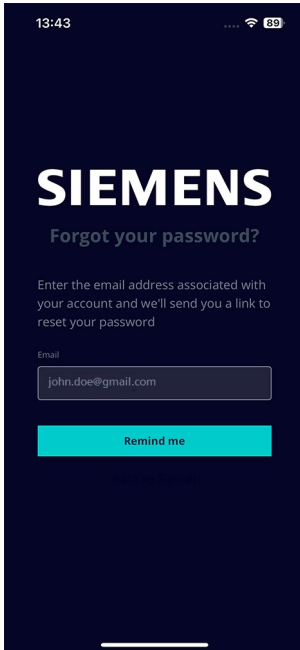 13:43
89
SIEMENS
Forgot your password?
Enter the email address associated with
your account and we'll send you a link to
reset your password
Email
john.doe@gmail.com
Remind me